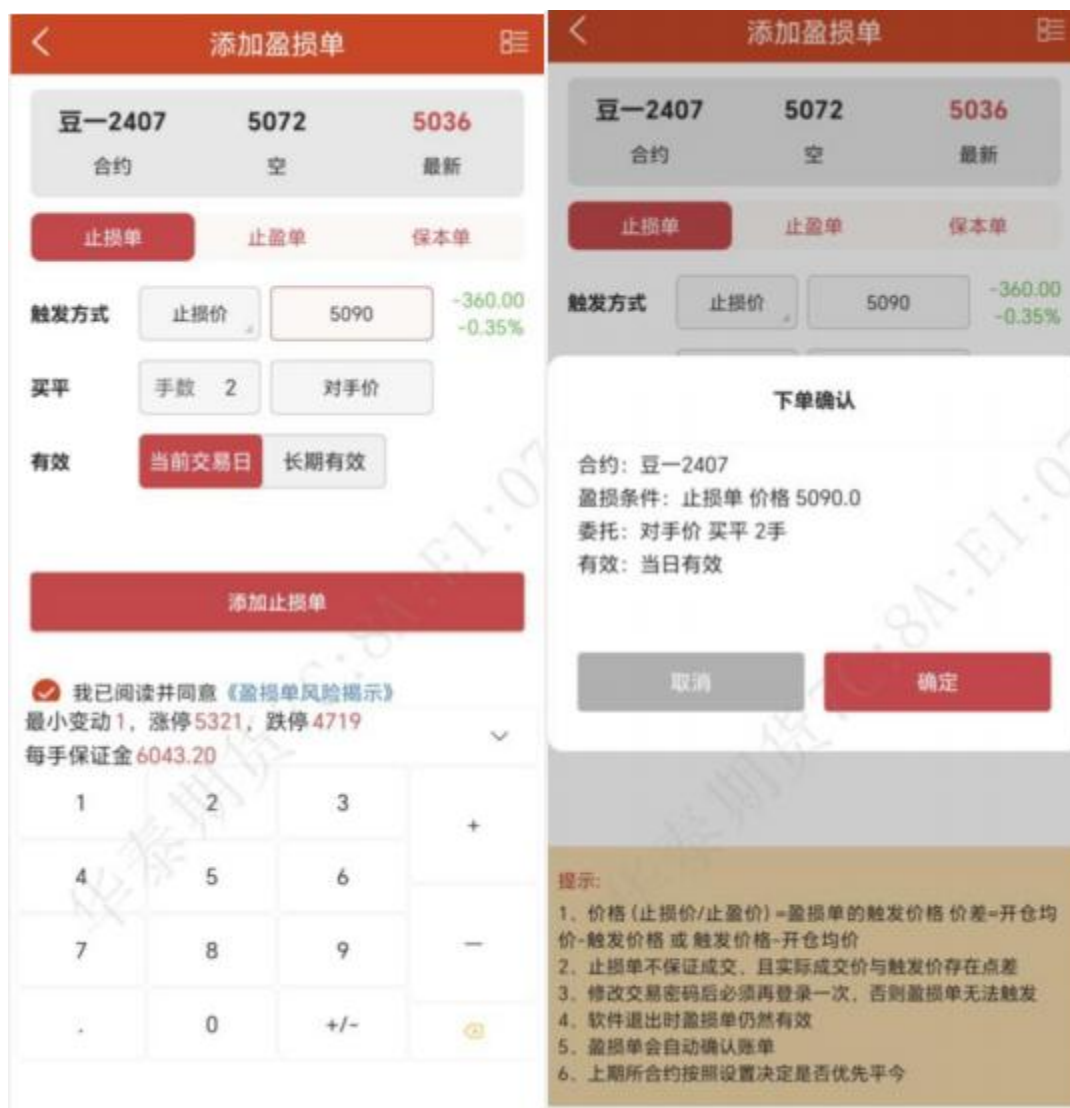 添加盈损单
豆一2407 5072 5036
合约 空 最新
止损单 止盈单 保本单
触发方式 止损价 5090 -360.00
-0.35%
买平 手数 2 对手价
有效 当前交易日 长期有效
添加止损单
我已阅读并同意《盈损单风险揭示》
最小变动1，涨停5321，跌停4719
每手保证金6043.20
1 2 3 +
4 5 6
7 8 9 —
. 0 +/-
添加盈损单
豆一2407 5072 5036
合约 空 最新
止损单 止盈单 保本单
触发方式 止损价 5090 -360.00
-0.35%
下单确认
合约：豆一2407
盈损条件：止损单 价格 5090.0
委托：对手价 买平 2手
有效：当日有效
取消 确定
提示:
1、价格(止损价/止盈价)=盈损单的触发价格 价差=开仓均
价-触发价格 或 触发价格-开仓均价
2、止损单不保证成交，且实际成交价与触发价存在点差
3、修改交易密码后必须再登录一次，否则盈损单无法触发
4、软件退出时盈损单仍然有效
5、盈损单会自动确认账单
6、上期所合约按照设置决定是否优先平今
华泰期货7C:8A:E1:07